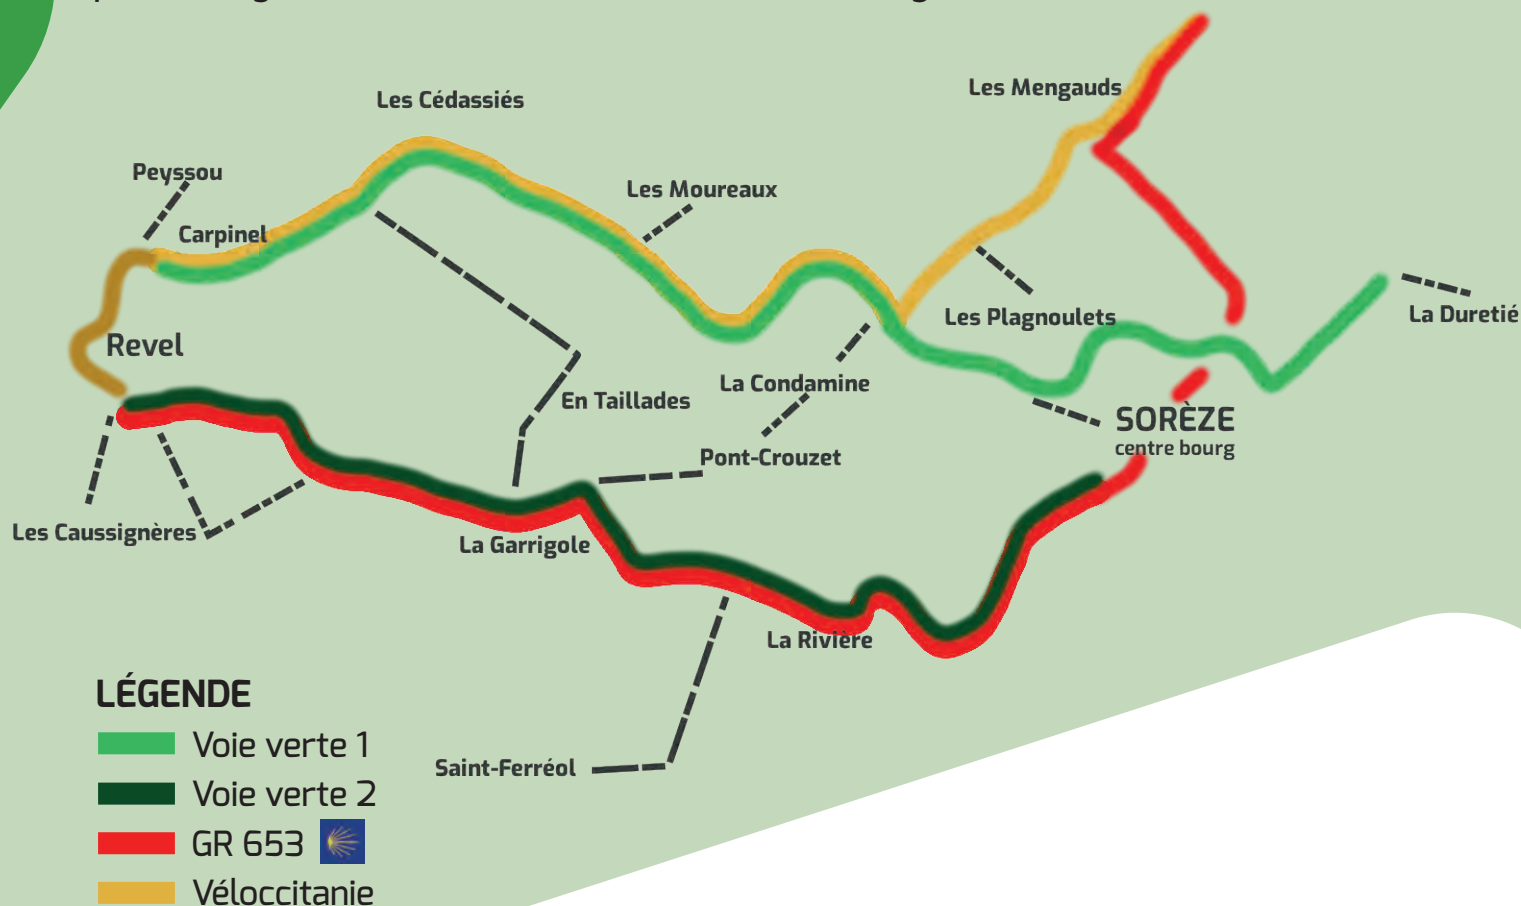 Les Mengauds
Les Cédassiés
Peyssou
Les Moureaux
Carpinel
Les Plagnoulets
La Duretié
Revel
La Condamine
En Taillades
SORÈZE
centre bourg
Pont-Crouzet
Les Caussignères
La Garrigole
La Rivière
LÉGENDE
Voie verte 1
Saint-Ferréol
Voie verte 2
GR 653
Véloccitanie